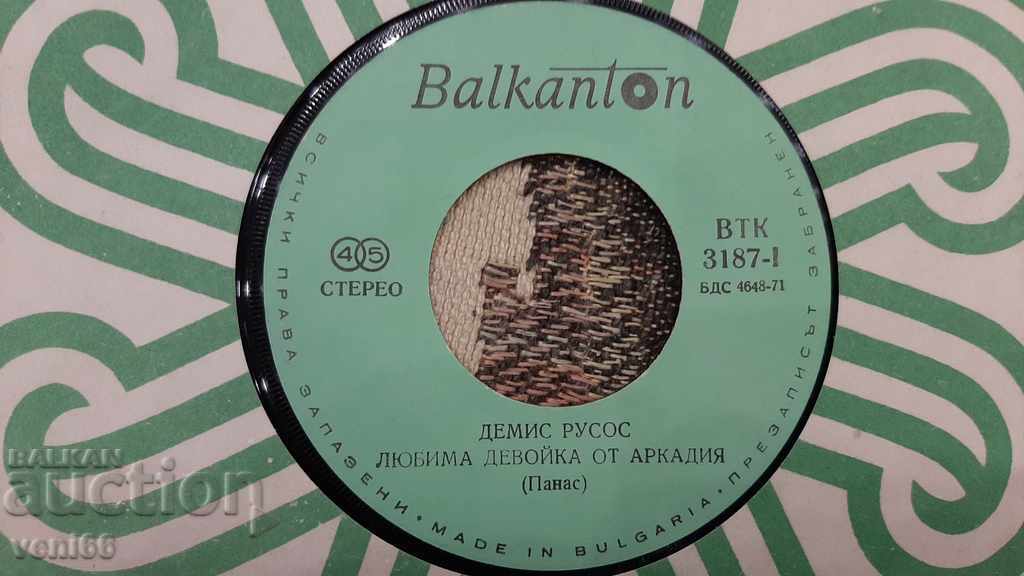 Balkanton
45
СТЕРЕО
ВТК
3187-I
БДС 4648-71
ДЕМИС РУСОС
ЛЮБИМА ДЕВОЙКА ОТ АРКАДИЯ
(Панас)
ВСИЧКИ ПРАВА ЗАПАЗЕНИ • MADE IN BULGARIA • ПРЕЗАПИСЪТ ЗАБРАНЕН
BALKAN
auction
veni66